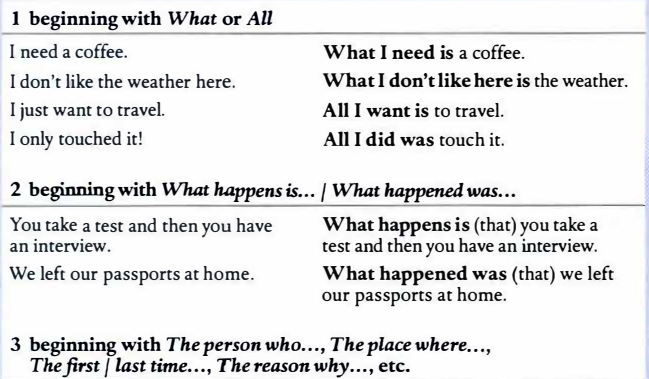 1 beginning with What or All
I need a coffee. What I need is a coffee.
I don't like the weather here. What I don't like here is the weather.
I just want to travel. All I want is to travel.
I only touched it! All I did was touch it.
2 beginning with What happens is... / What happened was...
You take a test and then you have What happens is (that) you take a
an interview. test and then you have an interview.
We left our passports at home. What happened was (that) we left
our passports at home.
3 beginning with The person who..., The place where...,
The first / last time..., The reason why..., etc.